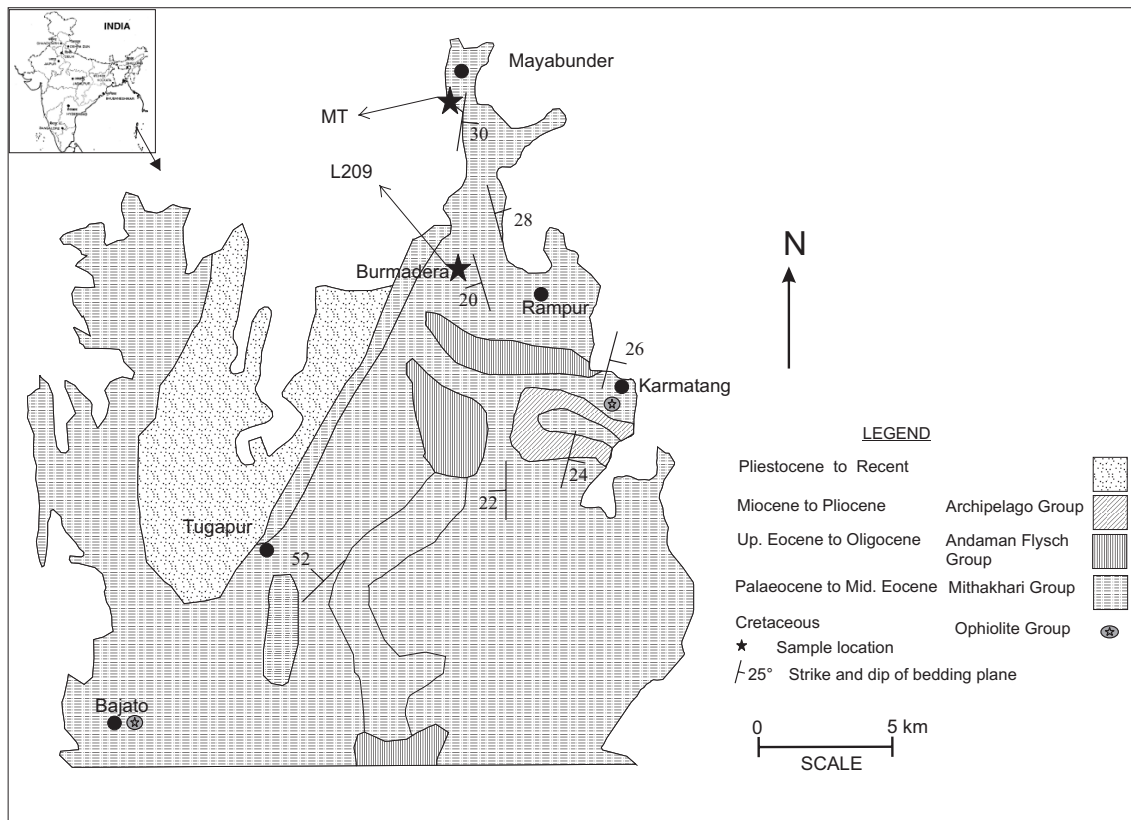 INDIA
Mayabunder
MT
30
L209
28
Burmadera
20
Rampur
N
26
Karmatang
24
22
Tugapur
52
Bajato
LEGEND
Pliestocene to Recent
Miocene to Pliocene Archipelago Group
Up. Eocene to Oligocene Andaman Flysch
Group
Palaeocene to Mid. Eocene Mithakhari Group
Cretaceous Ophiolite Group
Sample location
25° Strike and dip of bedding plane
0 5 km
SCALE